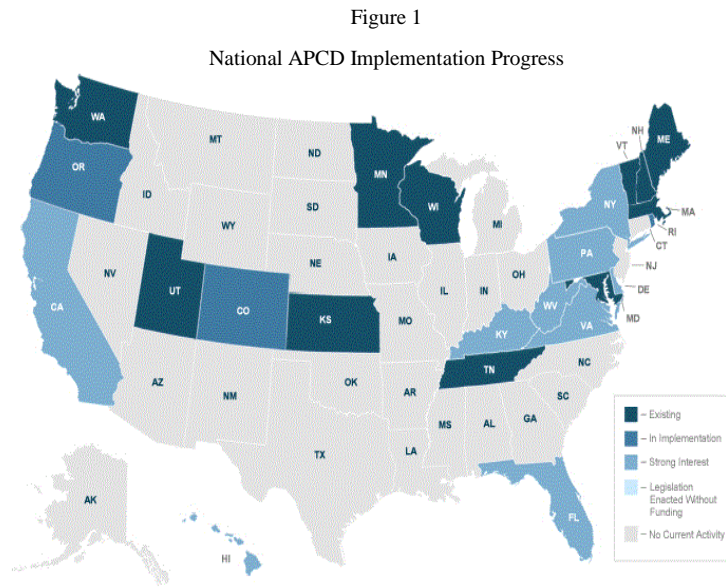 Figure 1
National APCD Implementation Progress
WA
MT
ND
MN
VT
NH
ME
OR
ID
SD
WI
NY
MA
WY
MI
RI
CT
IA
PA
NE
NJ
NV
OH
IL
IN
DE
UT
CO
WV
CA
KS
MO
KY
VA
MD
TN
NC
AZ
NM
OK
AR
SC
MS
AL
GA
TX
LA
AK
HI
FL
– Existing
– In Implementation
– Strong Interest
– Legislation
Enacted Without
Funding
– No Current Activity